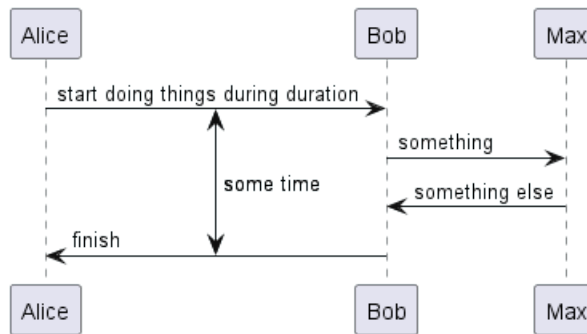 Alice Bob Max
start doing things during duration
something
some time
something else
finish
Alice Bob Max